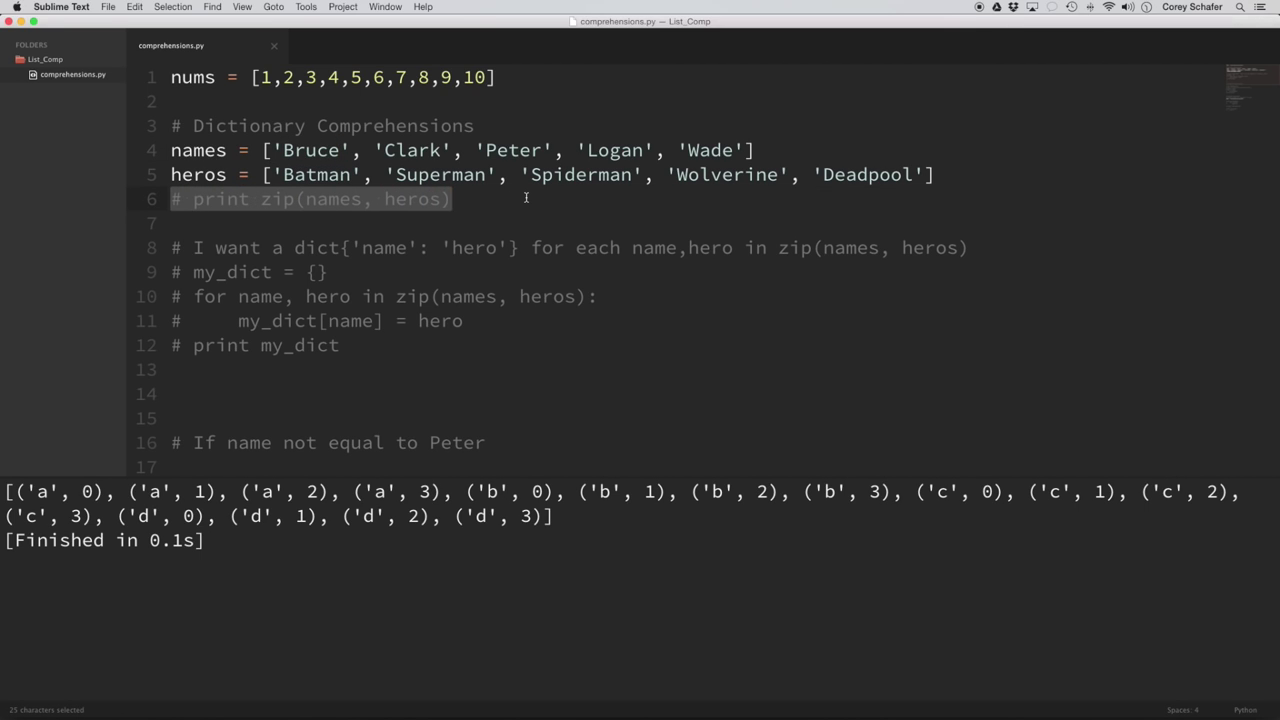 Sublime Text File Edit Selection Find View Goto Tools Project Window Help Corey Schafer
comprehensions.py — List_Comp
FOLDERS
List_Comp
comprehensions.py
comprehensions.py
1 nums = [1,2,3,4,5,6,7,8,9,10]
2
3 # Dictionary Comprehensions
4 names = ['Bruce', 'Clark', 'Peter', 'Logan', 'Wade']
5 heros = ['Batman', 'Superman', 'Spiderman', 'Wolverine', 'Deadpool']
6 # print zip(names, heros)
7
8 # I want a dict{'name': 'hero'} for each name,hero in zip(names, heros)
9 # my_dict = {}
10 # for name, hero in zip(names, heros):
11 #     my_dict[name] = hero
12 # print my_dict
13
14
15
16 # If name not equal to Peter
17
[('a', 0), ('a', 1), ('a', 2), ('a', 3), ('b', 0), ('b', 1), ('b', 2), ('b', 3), ('c', 0), ('c', 1), ('c', 2),
('c', 3), ('d', 0), ('d', 1), ('d', 2), ('d', 3)]
[Finished in 0.1s]
25 characters selected Spaces: 4 Python